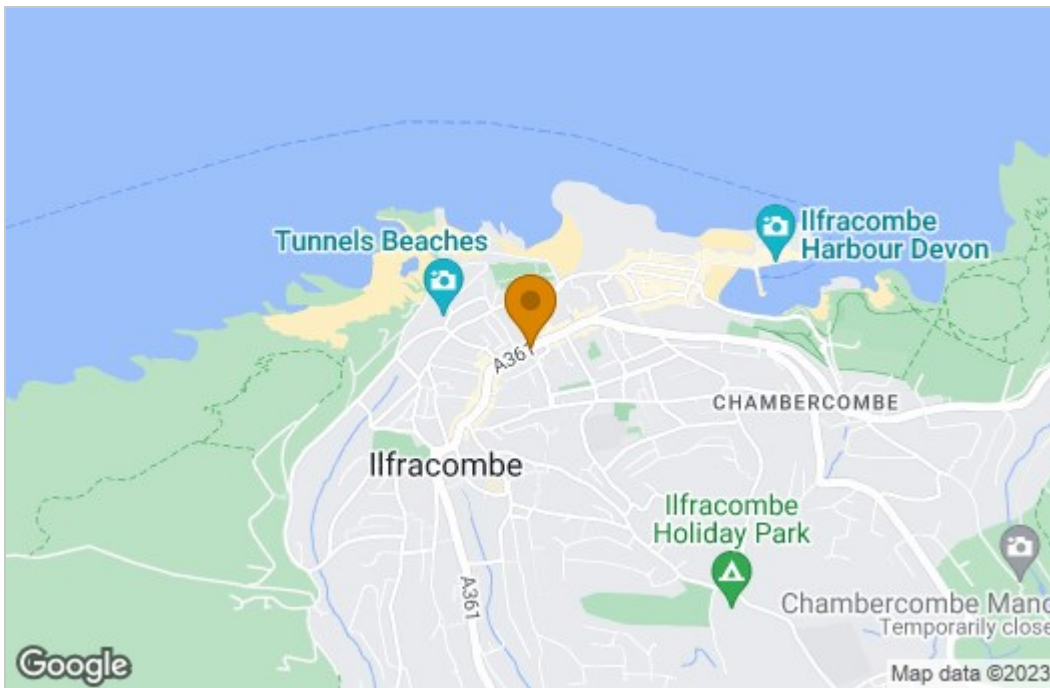 Ilfracombe
Harbour Devon
Tunnels Beaches
A361
CHAMBERCOMBE
Ilfracombe
Ilfracombe
Holiday Park
A361
Chambercombe Mano
Temporarily close
Google
Map data ©2023